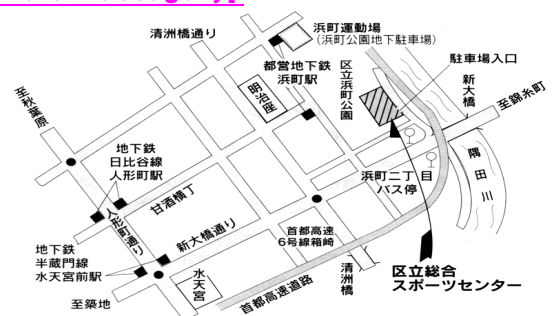 清洲橋通り
浜町運動場
(浜町公園地下駐車場)
都営地下鉄
浜町駅
明治座
区立浜町公園
駐車場入口
新大橋
至錦糸町
至秋葉原
地下鉄
日比谷線
人形町駅
甘酒横丁
人形町通り
新大橋通り
浜町二丁目
バス停
隅田川
首都高速
6号線箱崎
地下鉄
半蔵門線
水天宮前駅
水天宮
清洲橋
区立総合
スポーツセンター
至築地
首都高速道路